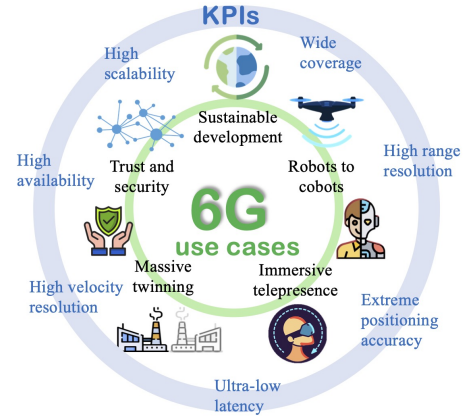 KPIs
High
scalability
Wide
coverage
Sustainable
development
Trust and
security
Robots to
cobots
High
availability
High range
resolution
6G
use cases
Massive
twinning
Immersive
telepresence
High velocity
resolution
Extreme
positioning
accuracy
Ultra-low
latency